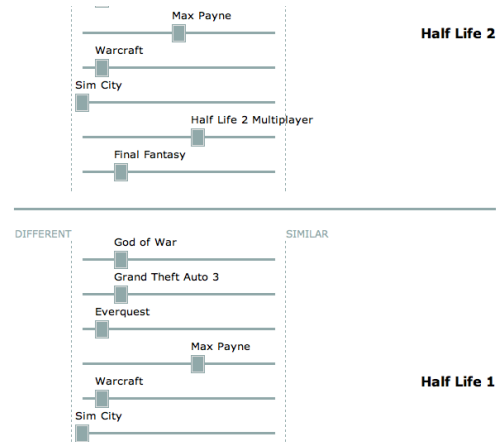 Max Payne
Half Life 2
Warcraft
Sim City
Half Life 2 Multiplayer
Final Fantasy
DIFFERENT
SIMILAR
God of War
Grand Theft Auto 3
Everquest
Max Payne
Warcraft
Half Life 1
Sim City